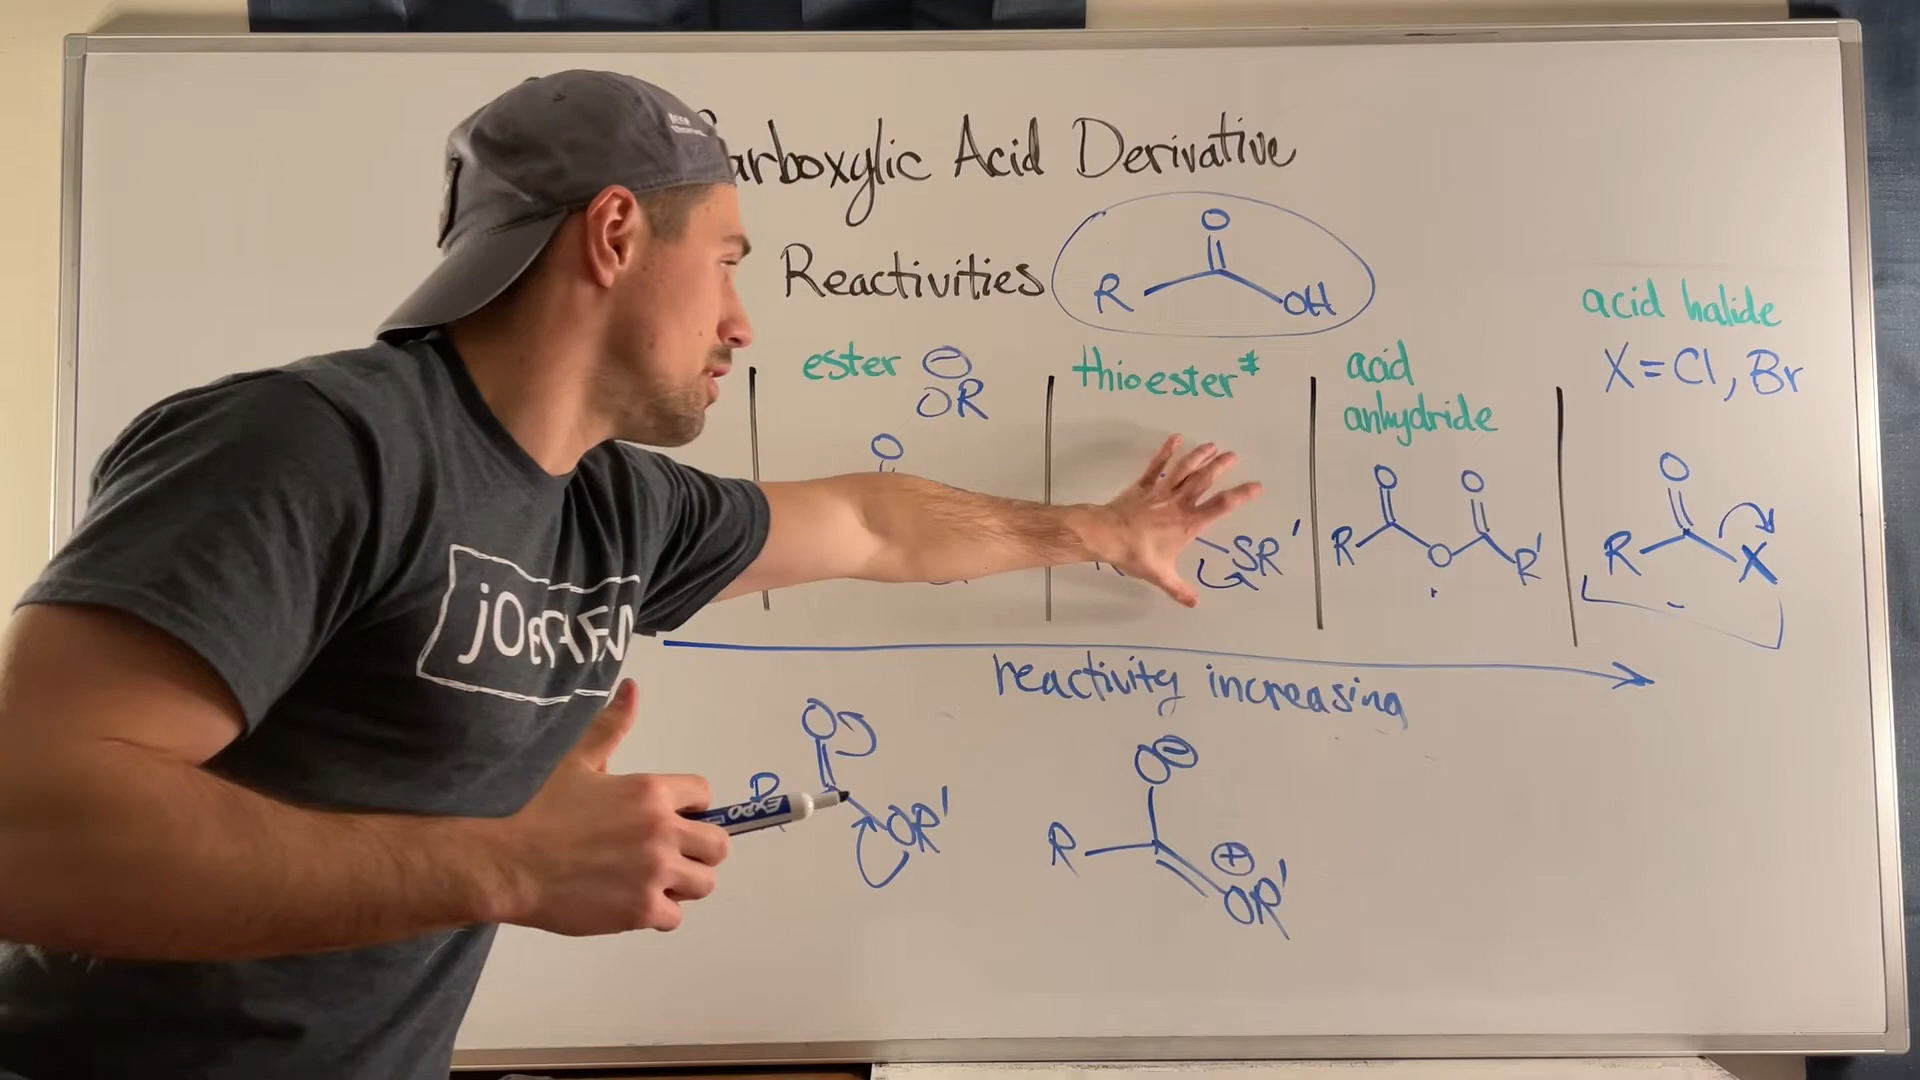 Carboxylic Acid Derivative
Reactivities
O
R OH
acid halide
X=Cl, Br
ester ⊖
OR
thioester*
acid
anhydride
O
SR'
O O
R O R'
O
R X
reactivity increasing
O
R
OR'
O⊖
R ⊕
OR'
EXPO